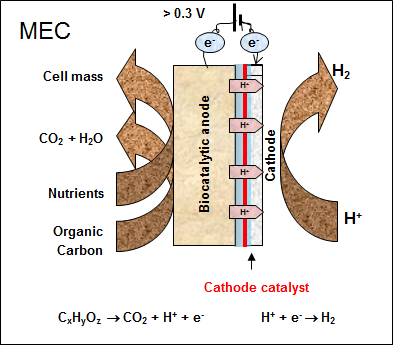 > 0.3 V
MEC
e-
e-
Cell mass
H2
CO2 + H2O
H+
H+
H+
H+
Biocatalytic anode
Cathode
Nutrients
Organic
Carbon
H+
Cathode catalyst
CxHyOz → CO2 + H+ + e-
H+ + e- → H2